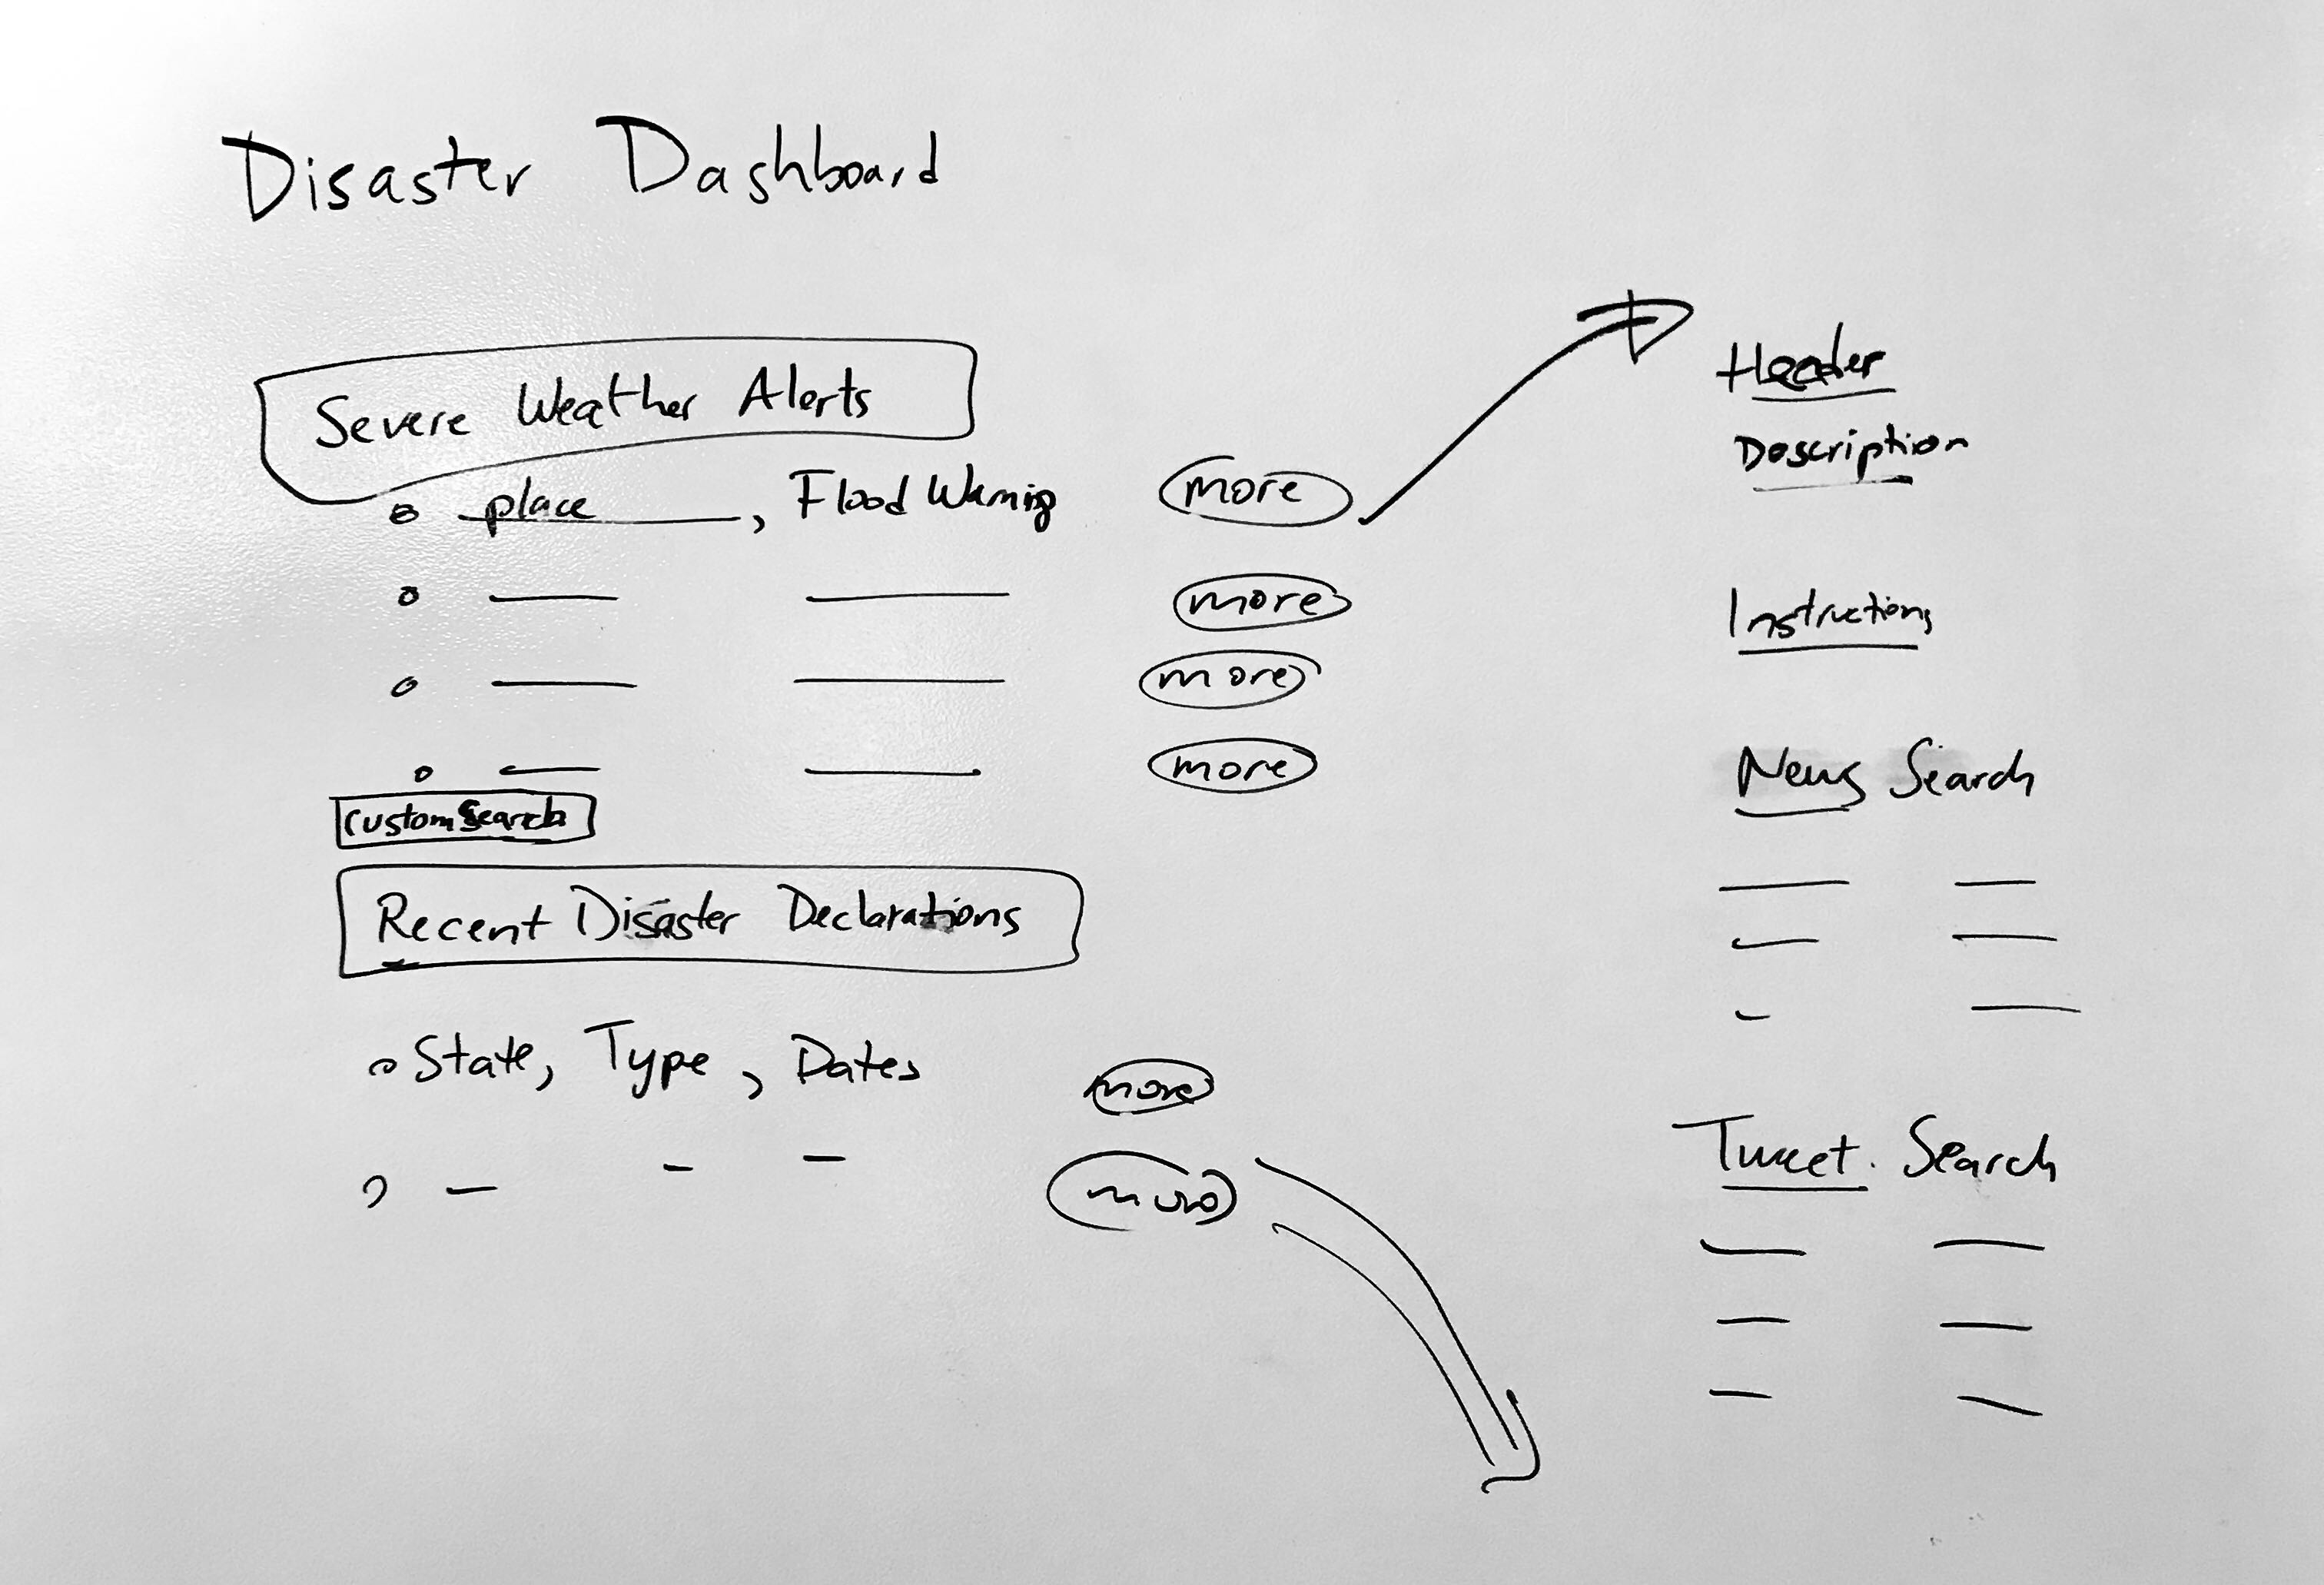 Disaster Dashboard
Severe Weather Alerts
place, Flood Warning more
more
more
more
Custom Search
Recent Disaster Declarations
State, Type, Dates more
more
Header
Description
Instructions
News Search
Tweet Search